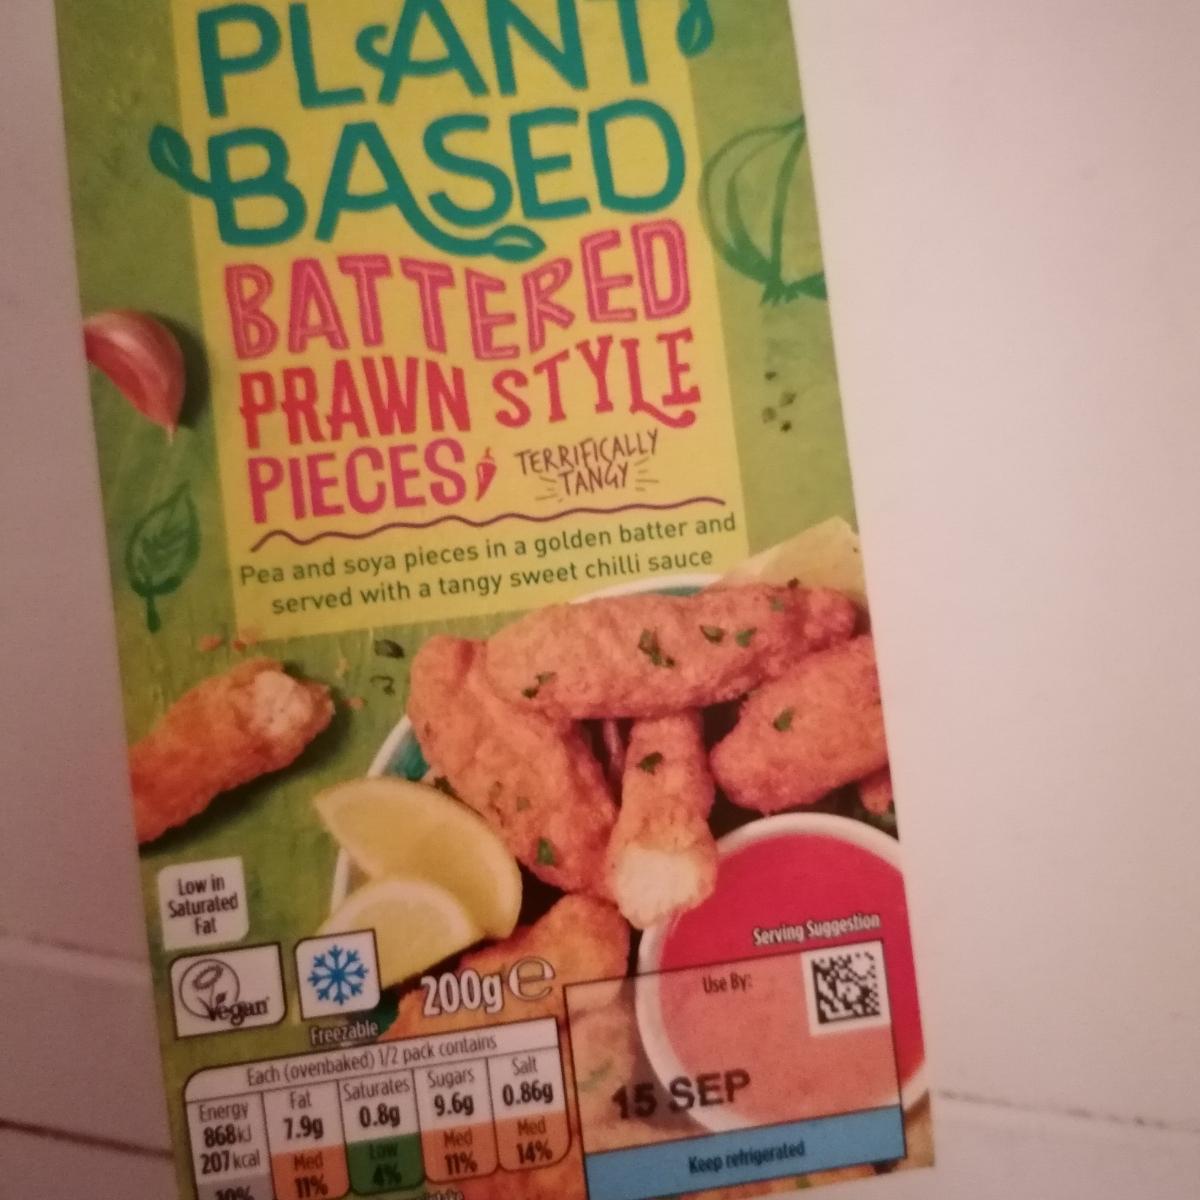 PLANT
BASED
BATTERED
PRAWN STYLE
PIECES
TERRIFICALLY
TANGY
Pea and soya pieces in a golden batter and
served with a tangy sweet chilli sauce
Low in
Saturated
Fat
Vegan
Freezable
200g e
Serving Suggestion
Use By:
15 SEP
Keep refrigerated
Each (ovenbaked) 1/2 pack contains
Energy
868kJ
207kcal
10%
Fat
7.9g
Med
11%
Saturates
0.8g
Low
4%
Sugars
9.6g
Med
11%
Salt
0.86g
Med
14%